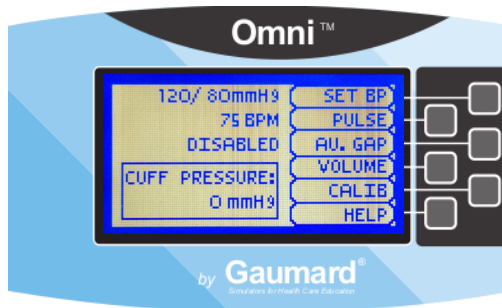 Omni™
120/ 80mmHg SET BP
75 BPM PULSE
DISABLED AU. GAP
VOLUME
CUFF PRESSURE: CALIB
0 mmHg HELP
by Gaumard®
Simulators for Health Care Education